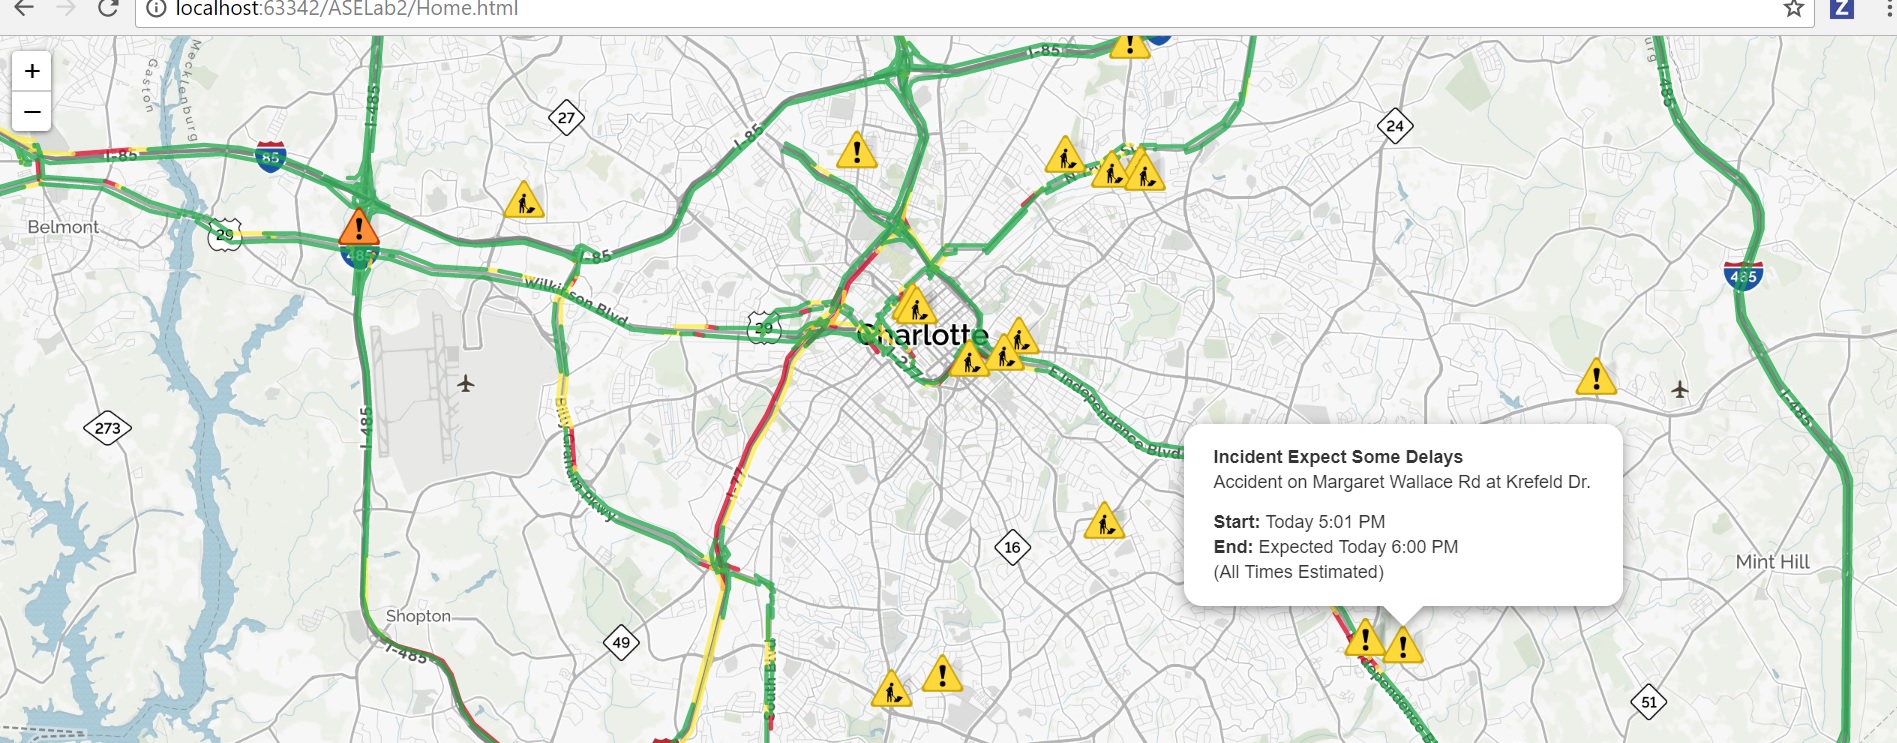 localhost:63342/ASELab2/Home.html
Z
+
−
Gaston
Mecklenburg
I-485
I-85
27
I-85
24
I-485
I-85
85
Belmont
29
485
I-85
485
Wilkinson Blvd
29
Charlotte
I-277
E Independence Blvd
I-485
I-485
273
Billy Graham Pkwy
I-77
Incident Expect Some Delays
Accident on Margaret Wallace Rd at Krefeld Dr.
Start: Today 5:01 PM
End: Expected Today 6:00 PM
(All Times Estimated)
16
Mint Hill
Shopton
49
I-485
South Blvd
51